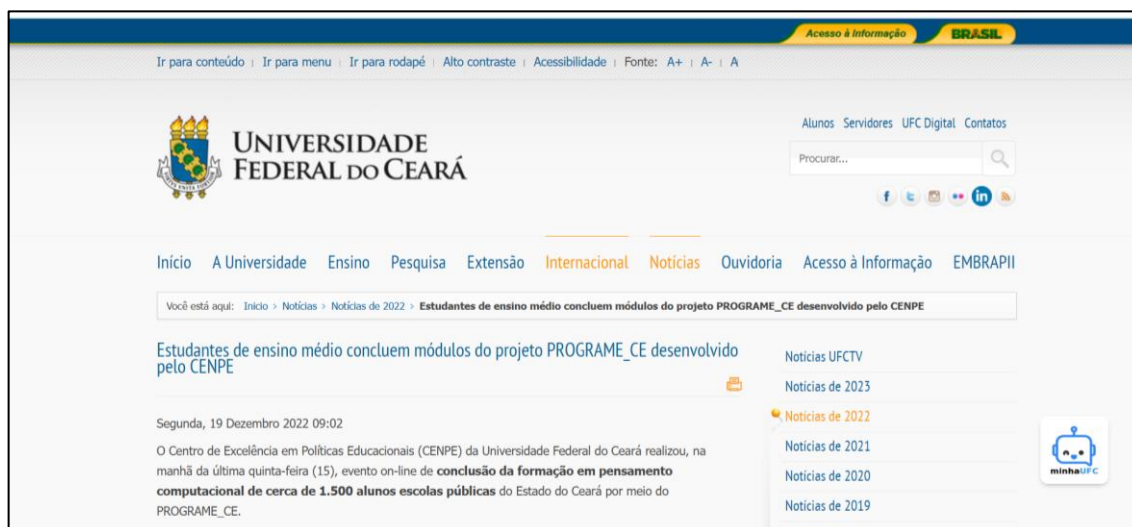 Acesso à Informação BRASIL
Ir para conteúdo | Ir para menu | Ir para rodapé | Alto contraste | Acessibilidade | Fonte: A+ | A- | A
Alunos Servidores UFC Digital Contatos
UNIVERSIDADE
FEDERAL DO CEARÁ
Procurar...
Início A Universidade Ensino Pesquisa Extensão Internacional Notícias Ouvidoria Acesso à Informação EMBRAPII
Você está aqui: Inicio > Notícias > Notícias de 2022 > Estudantes de ensino médio concluem módulos do projeto PROGRAME_CE desenvolvido pelo CENPE
Estudantes de ensino médio concluem módulos do projeto PROGRAME_CE desenvolvido
pelo CENPE
Segunda, 19 Dezembro 2022 09:02
O Centro de Excelência em Políticas Educacionais (CENPE) da Universidade Federal do Ceará realizou, na
manhã da última quinta-feira (15), evento on-line de conclusão da formação em pensamento
computacional de cerca de 1.500 alunos escolas públicas do Estado do Ceará por meio do
PROGRAME_CE.
Notícias UFCTV
Notícias de 2023
Notícias de 2022
Notícias de 2021
Notícias de 2020
Notícias de 2019
minhaUFC